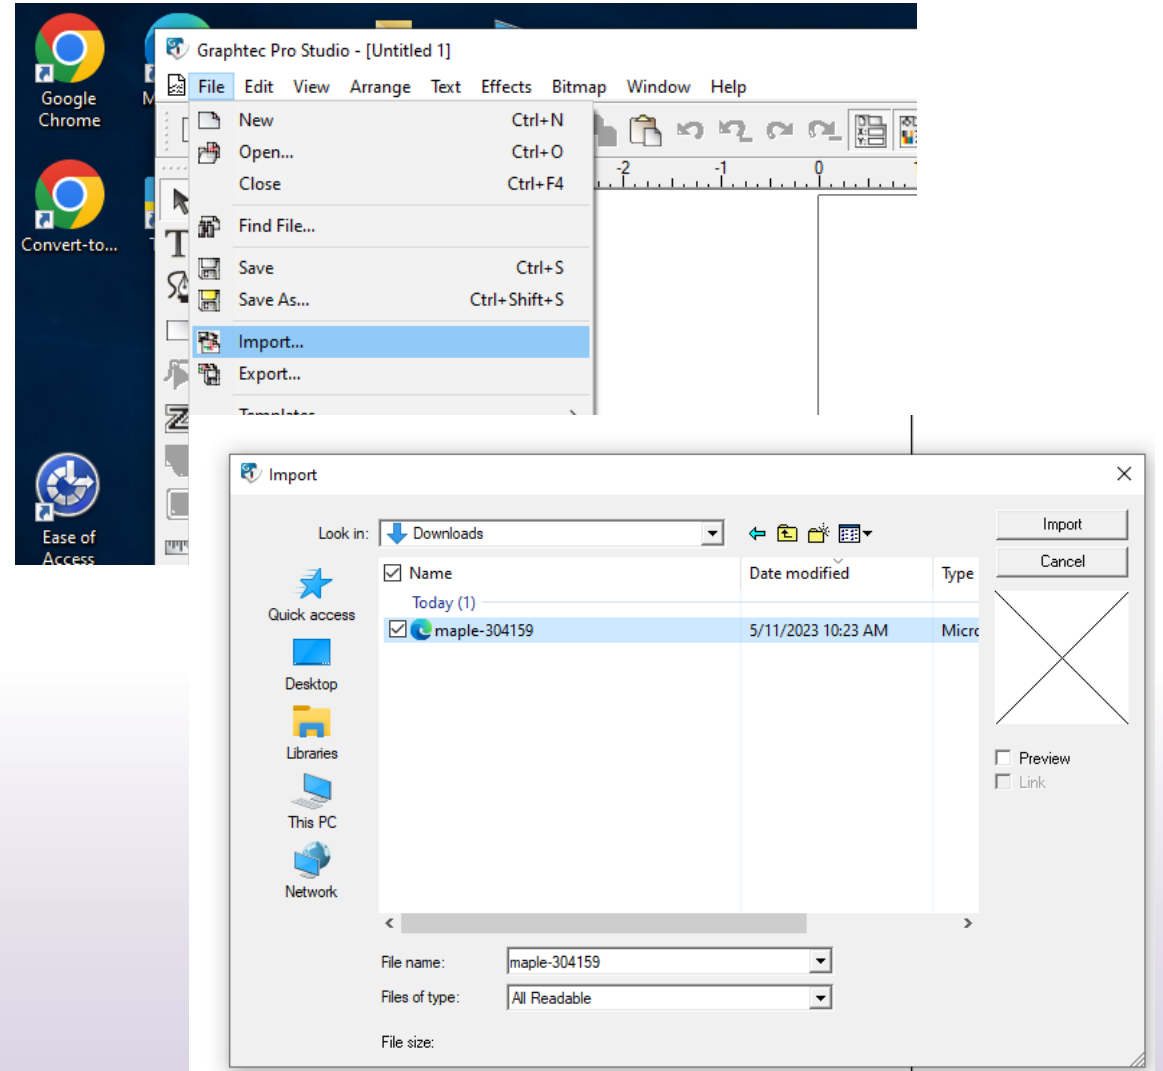 Graphtec Pro Studio - [Untitled 1]
File Edit View Arrange Text Effects Bitmap Window Help
Google
Chrome
New Ctrl+N
Open... Ctrl+O
Close Ctrl+F4
-2 -1 0
Convert-to...
Find File...
Save Ctrl+S
Save As... Ctrl+Shift+S
Import...
Export...
Templates
Ease of
Access
Import
Look in: Downloads
Import
Cancel
Name Date modified Type
Today (1)
maple-304159 5/11/2023 10:23 AM Micro
Quick access
Desktop
Libraries
This PC
Network
Preview
Link
File name: maple-304159
Files of type: All Readable
File size: